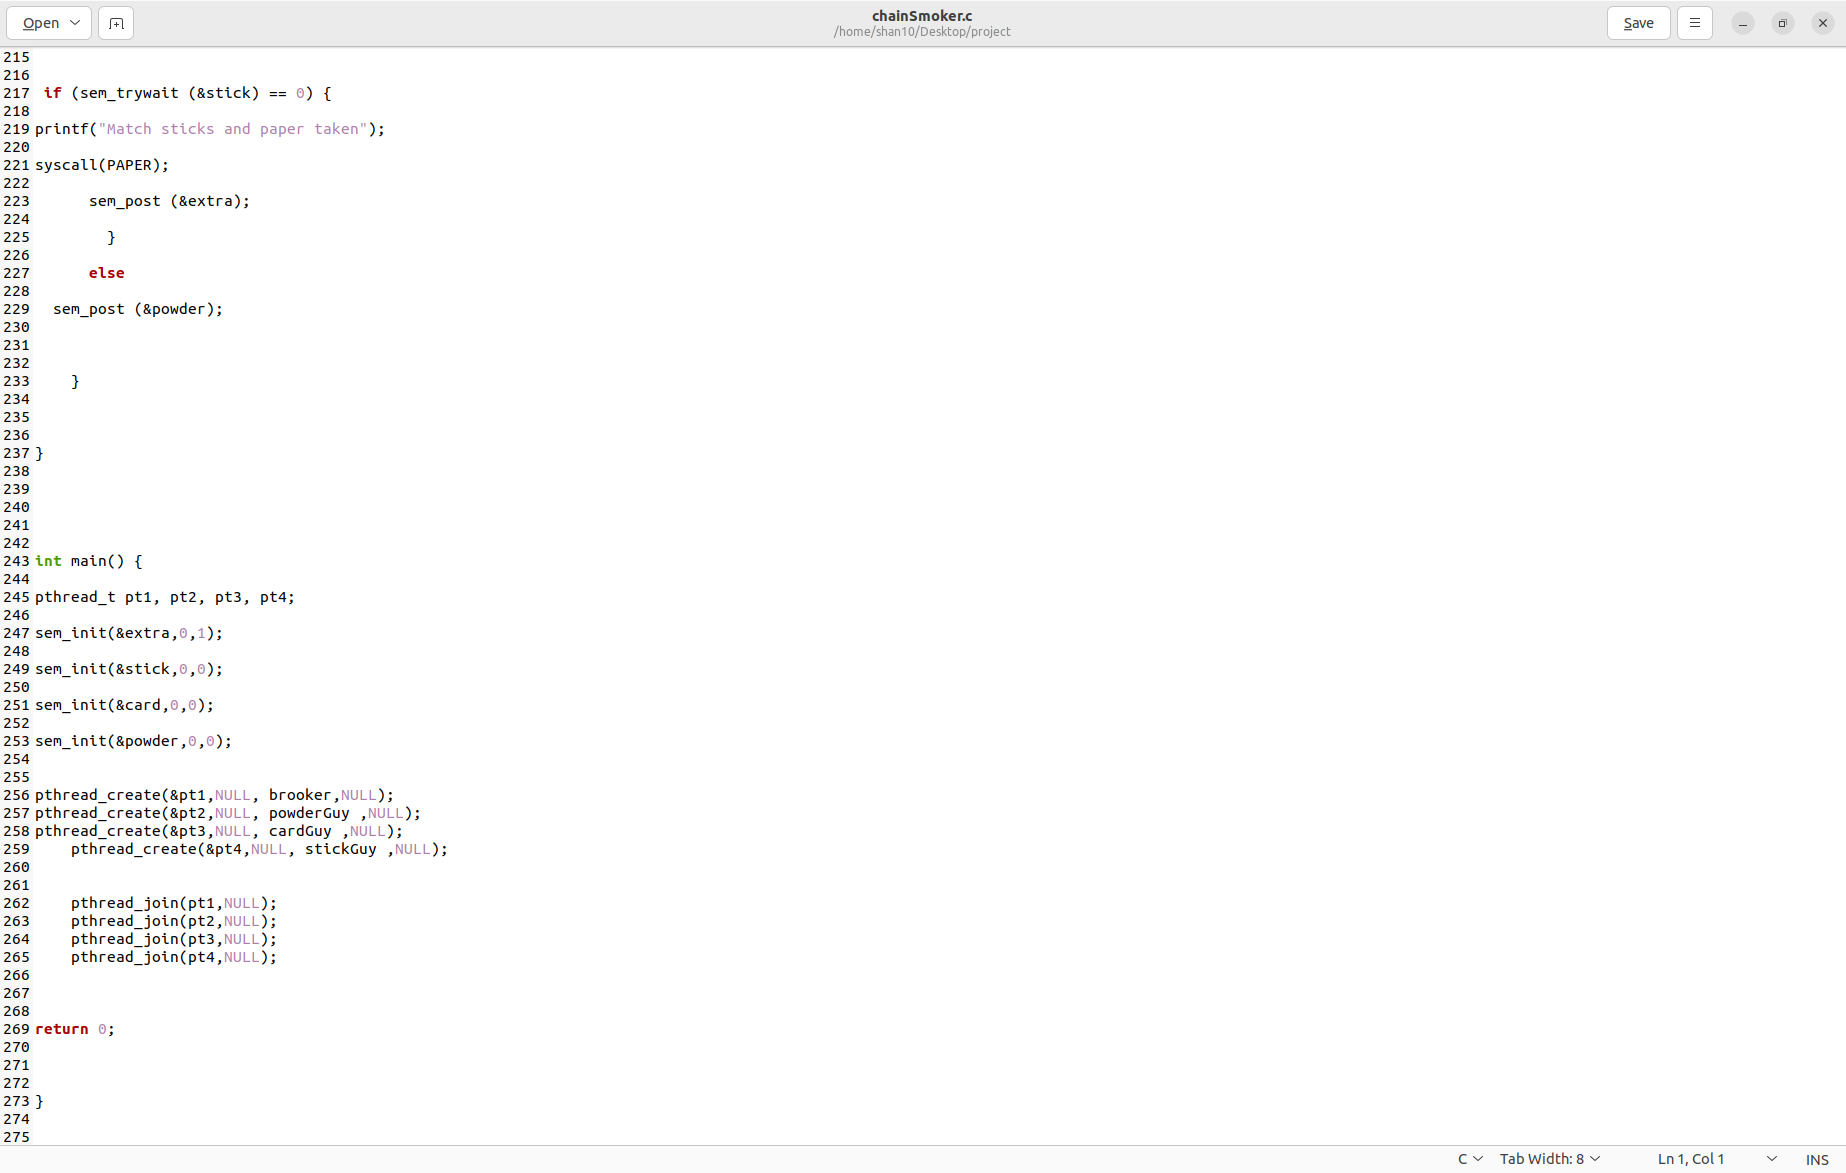 Open
chainSmoker.c
/home/shan10/Desktop/project
Save
215
216
217 if (sem_trywait (&stick) == 0) {
218
219 printf("Match sticks and paper taken");
220
221 syscall(PAPER);
222
223 sem_post (&extra);
224
225 }
226
227 else
228
229 sem_post (&powder);
230
231
232
233 }
234
235
236
237 }
238
239
240
241
242
243 int main() {
244
245 pthread_t pt1, pt2, pt3, pt4;
246
247 sem_init(&extra,0,1);
248
249 sem_init(&stick,0,0);
250
251 sem_init(&card,0,0);
252
253 sem_init(&powder,0,0);
254
255
256 pthread_create(&pt1,NULL, brooker,NULL);
257 pthread_create(&pt2,NULL, powderGuy ,NULL);
258 pthread_create(&pt3,NULL, cardGuy ,NULL);
259 pthread_create(&pt4,NULL, stickGuy ,NULL);
260
261
262 pthread_join(pt1,NULL);
263 pthread_join(pt2,NULL);
264 pthread_join(pt3,NULL);
265 pthread_join(pt4,NULL);
266
267
268
269 return 0;
270
271
272
273 }
274
275
C Tab Width: 8 Ln 1, Col 1 INS